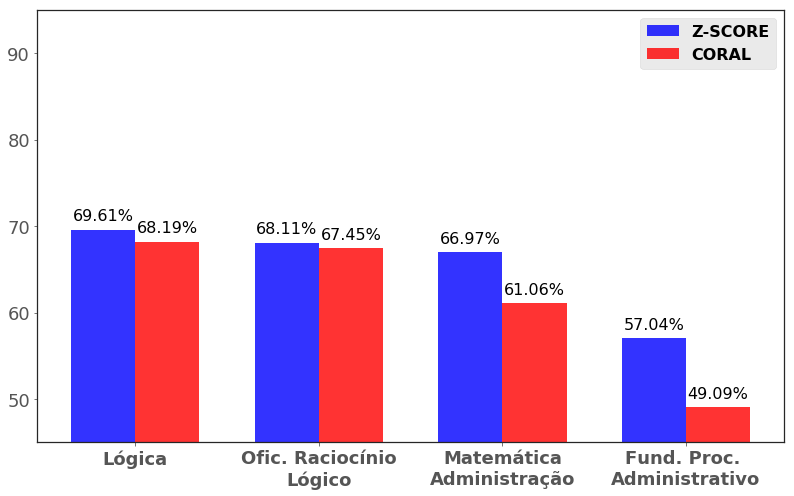 Z-SCORE
CORAL
90
80
70
60
50
69.61%
68.19%
68.11%
67.45%
66.97%
61.06%
57.04%
49.09%
Lógica
Ofic. Raciocínio
Lógico
Matemática
Administração
Fund. Proc.
Administrativo